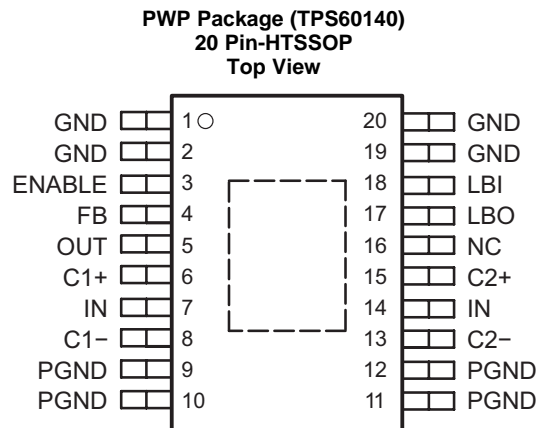 PWP Package (TPS60140)
20 Pin-HTSSOP
Top View
GND 1 20 GND
GND 2 19 GND
ENABLE 3 18 LBI
FB 4 17 LBO
OUT 5 16 NC
C1+ 6 15 C2+
IN 7 14 IN
C1− 8 13 C2−
PGND 9 12 PGND
PGND 10 11 PGND